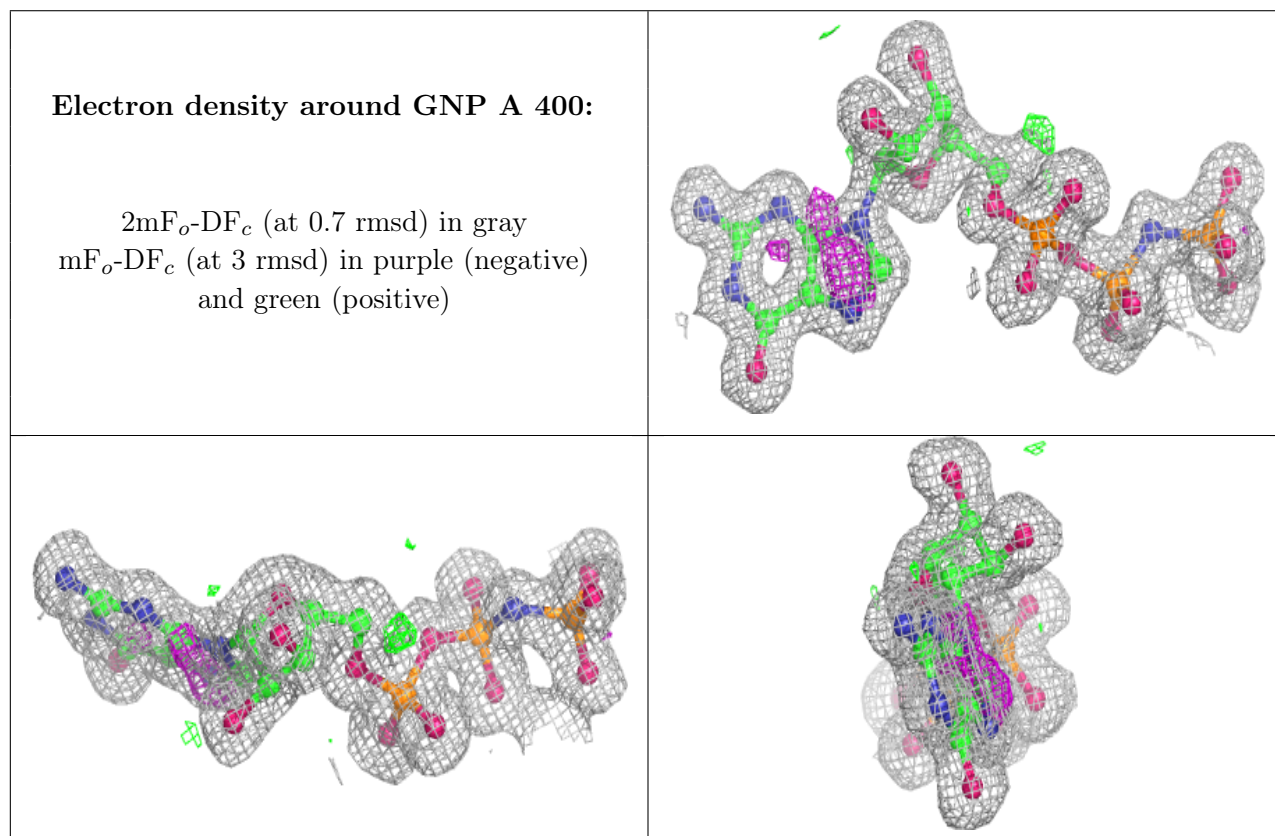 Electron density around GNP A 400:
2mFₒ-DF𝒸 (at 0.7 rmsd) in gray
mFₒ-DF𝒸 (at 3 rmsd) in purple (negative)
and green (positive)